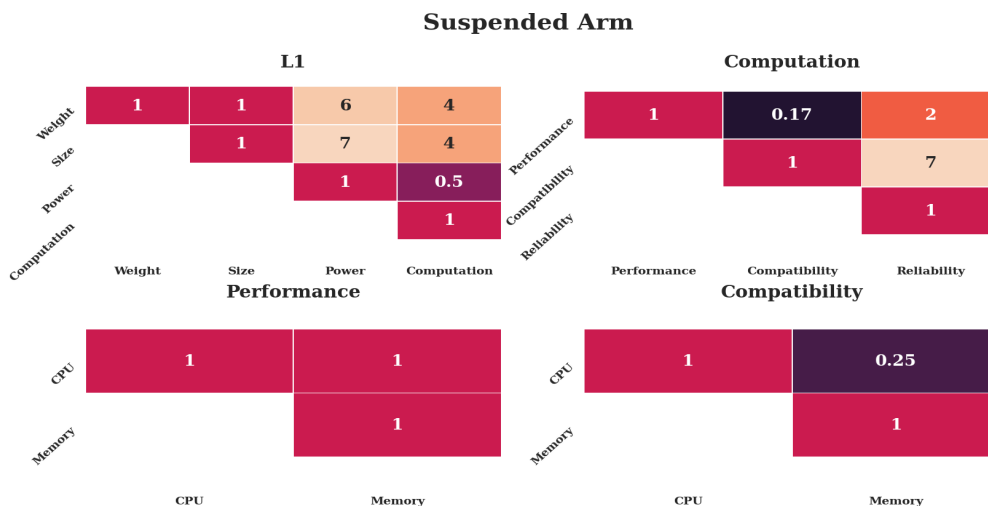 Suspended Arm
L1
Computation
Weight 1 1 6 4
Size 1 7 4
Power 1 0.5
Computation 1
Weight Size Power Computation
Performance 1 0.17 2
Compatibility 1 7
Reliability 1
Performance Compatibility Reliability
Performance
Compatibility
CPU 1 1
Memory 1
CPU Memory
CPU 1 0.25
Memory 1
CPU Memory